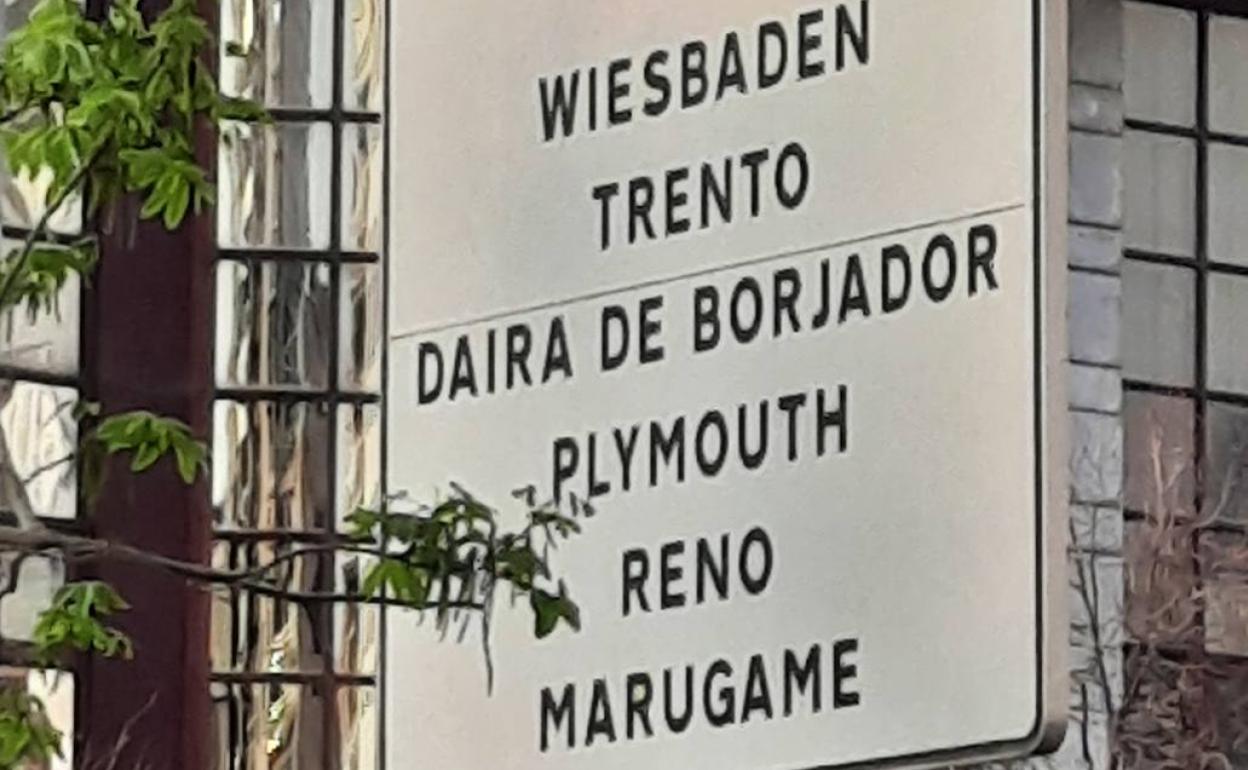 WIESBADEN
TRENTO
DAIRA DE BORJADOR
PLYMOUTH
RENO
MARUGAME